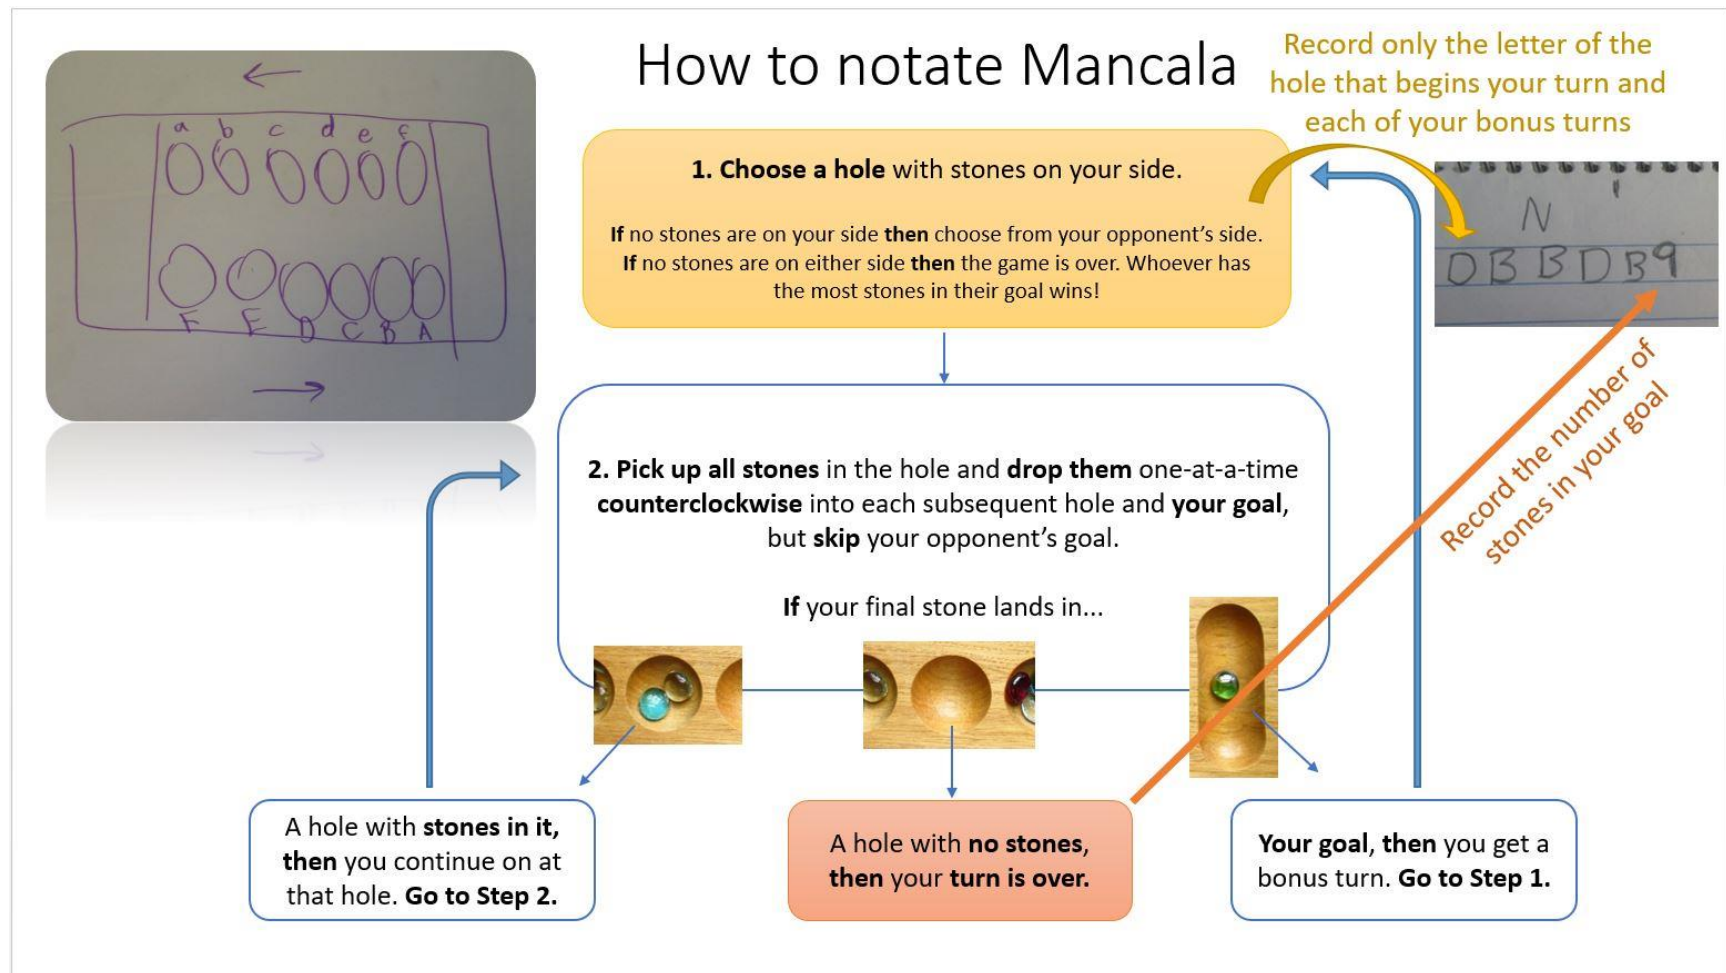 How to notate Mancala
Record only the letter of the
hole that begins your turn and
each of your bonus turns
a b c d e f
F E D C B A
1. Choose a hole with stones on your side.
If no stones are on your side then choose from your opponent's side.
If no stones are on either side then the game is over. Whoever has
the most stones in their goal wins!
N
DBBDB9
2. Pick up all stones in the hole and drop them one-at-a-time
counterclockwise into each subsequent hole and your goal,
but skip your opponent's goal.
If your final stone lands in...
Record the number of
stones in your goal
A hole with stones in it,
then you continue on at
that hole. Go to Step 2.
A hole with no stones,
then your turn is over.
Your goal, then you get a
bonus turn. Go to Step 1.